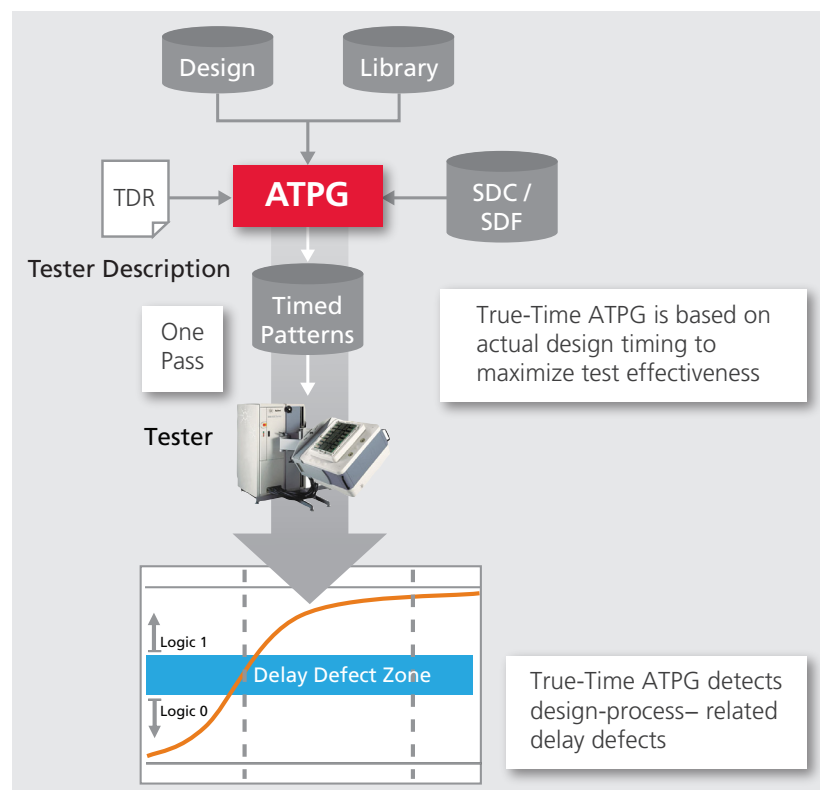 Design
Library
TDR
ATPG
SDC /
SDF
Tester Description
Timed
Patterns
One
Pass
True-Time ATPG is based on
actual design timing to
maximize test effectiveness
Tester
Logic 1
Delay Defect Zone
Logic 0
True-Time ATPG detects
design-process– related
delay defects